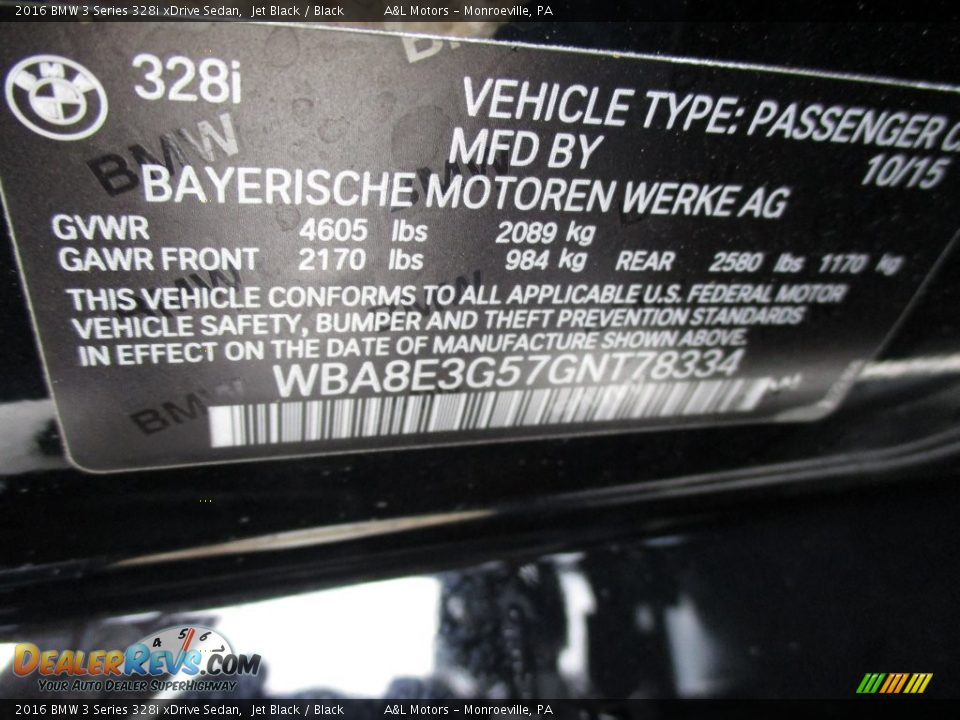 2016 BMW 3 Series 328i xDrive Sedan, Jet Black / Black A&L Motors - Monroeville, PA
BMW
328i
VEHICLE TYPE: PASSENGER C
MFD BY
10/15
BAYERISCHE MOTOREN WERKE AG
GVWR 4605 lbs 2089 kg
GAWR FRONT 2170 lbs 984 kg REAR 2580 lbs 1170 kg
THIS VEHICLE CONFORMS TO ALL APPLICABLE U.S. FEDERAL MOTOR
VEHICLE SAFETY, BUMPER AND THEFT PREVENTION STANDARDS
IN EFFECT ON THE DATE OF MANUFACTURE SHOWN ABOVE.
WBA8E3G57GNT78334
BMW
4 5 6
DEALERREVS.COM
YOUR AUTO DEALER SUPERHIGHWAY
2016 BMW 3 Series 328i xDrive Sedan, Jet Black / Black A&L Motors - Monroeville, PA